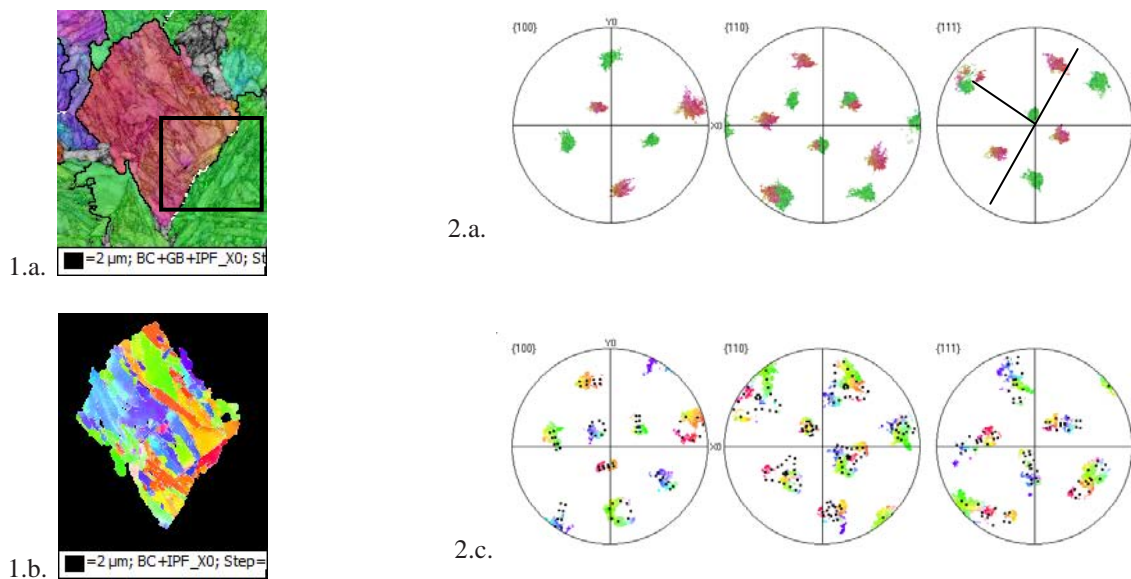 {100} Y0 {110} {111}
X0
2.a.
■=2 µm; BC+GB+IPF_X0; St
1.a.
{100} Y0 {110} {111}
X0
2.c.
■=2 µm; BC+IPF_X0; Step=
1.b.